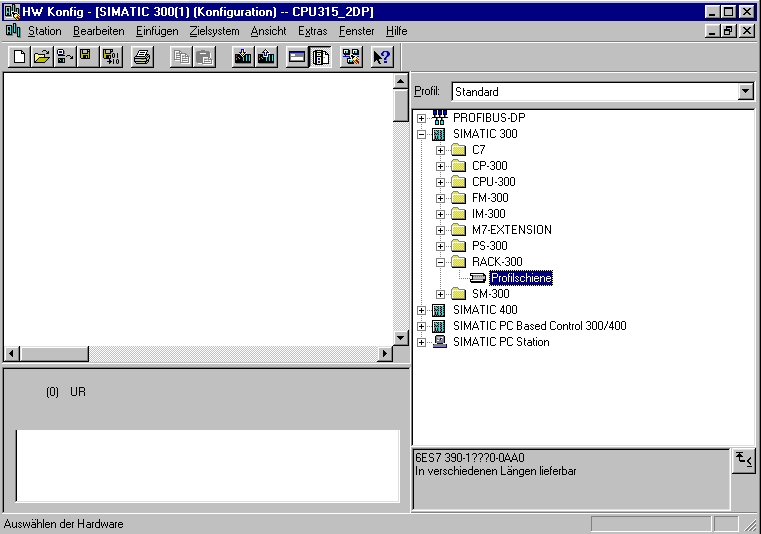 HW Konfig - [SIMATIC 300(1) (Konfiguration) -- CPU315_2DP]
Station Bearbeiten Einfügen Zielsystem Ansicht Extras Fenster Hilfe
Profil: Standard
PROFIBUS-DP
SIMATIC 300
C7
CP-300
CPU-300
FM-300
IM-300
M7-EXTENSION
PS-300
RACK-300
Profilschiene
SM-300
SIMATIC 400
SIMATIC PC Based Control 300/400
SIMATIC PC Station
(0) UR
6ES7 390-1???0-0AA0
In verschiedenen Längen lieferbar
Auswählen der Hardware